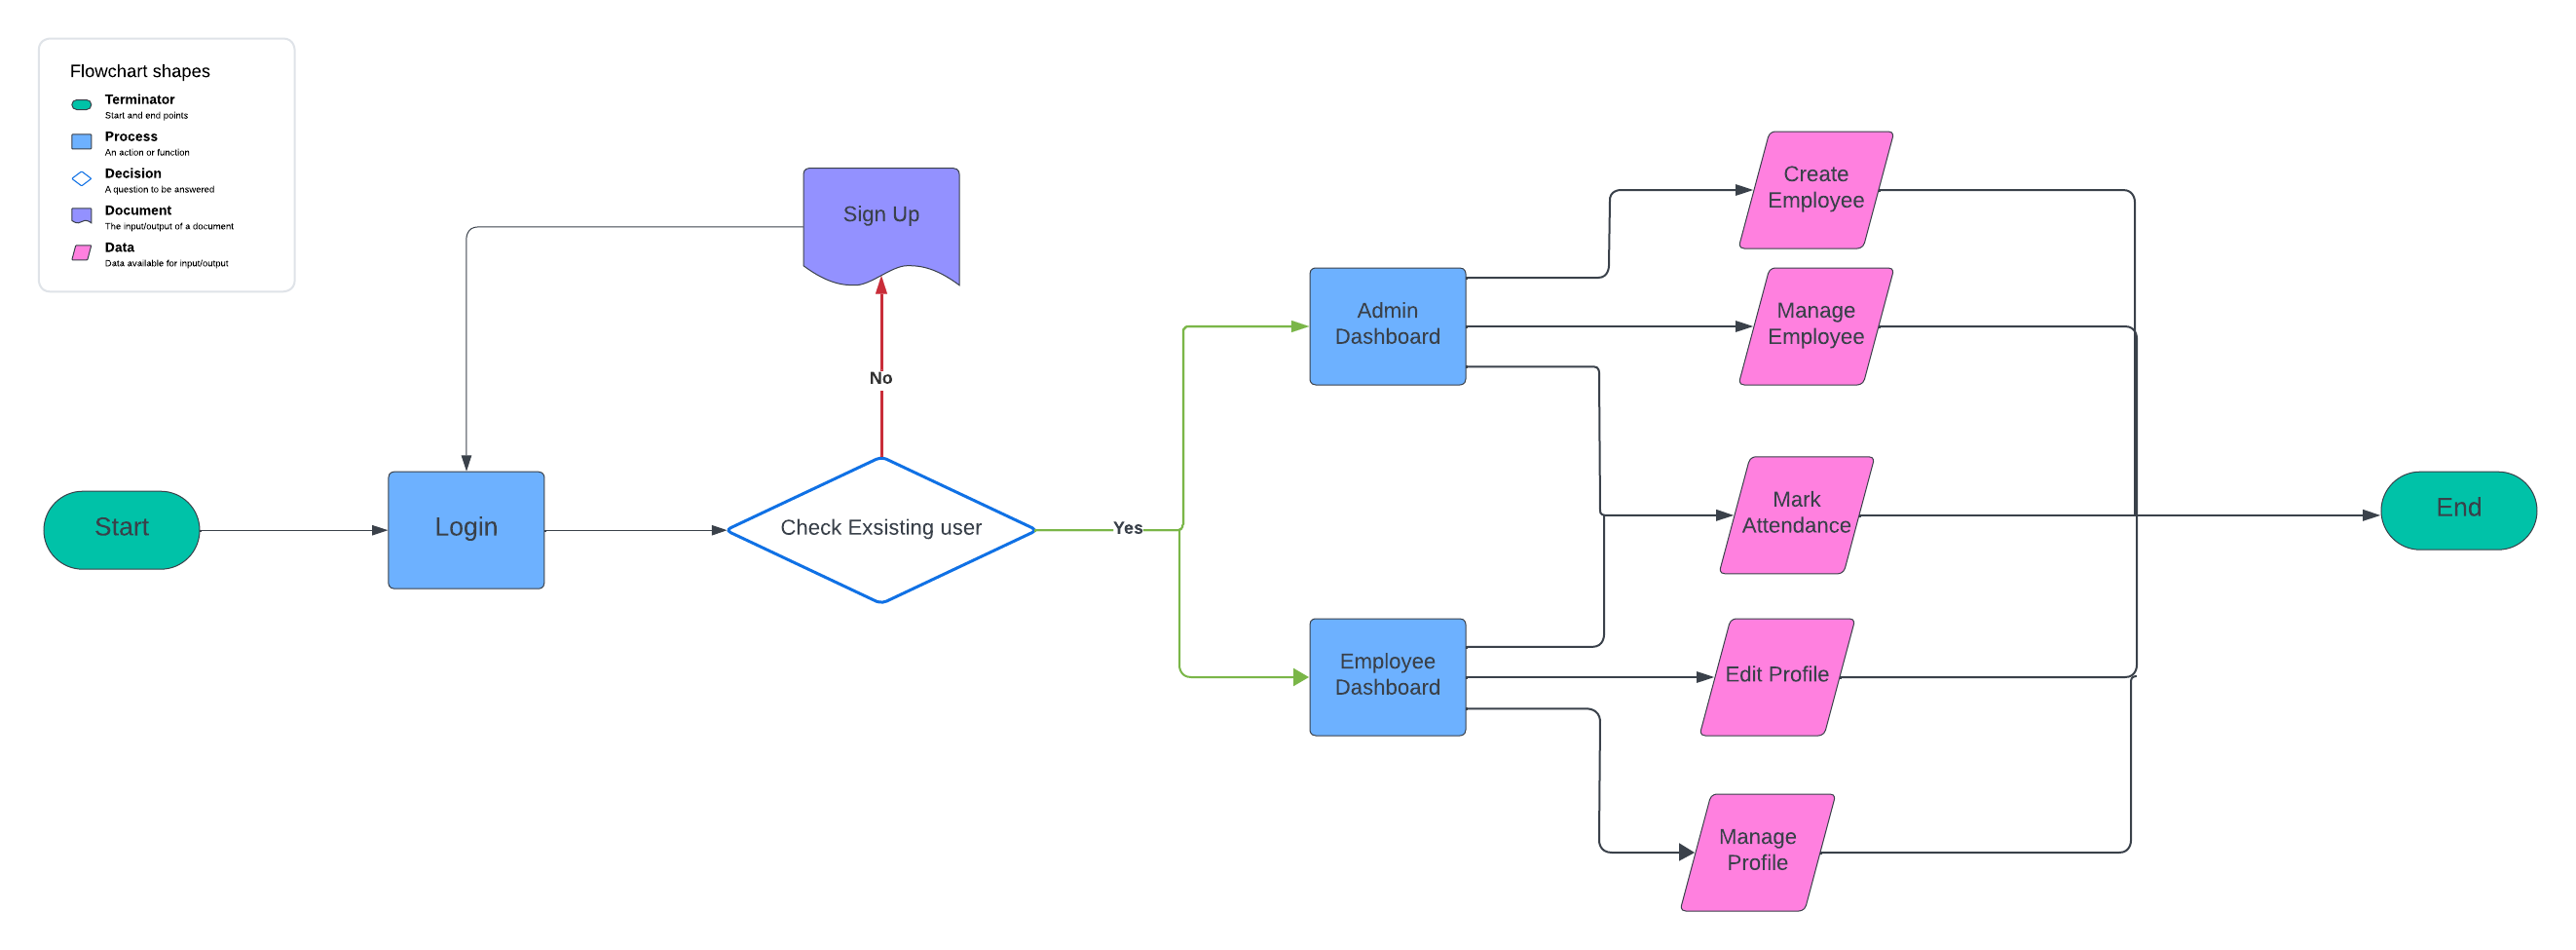 Flowchart shapes
Terminator
Start and end points
Process
An action or function
Decision
A question to be answered
Document
The input/output of a document
Data
Data available for input/output
Start
Login
Sign Up
No
Check Exsisting user
Yes
Admin
Dashboard
Employee
Dashboard
Create
Employee
Manage
Employee
Mark
Attendance
Edit Profile
Manage
Profile
End